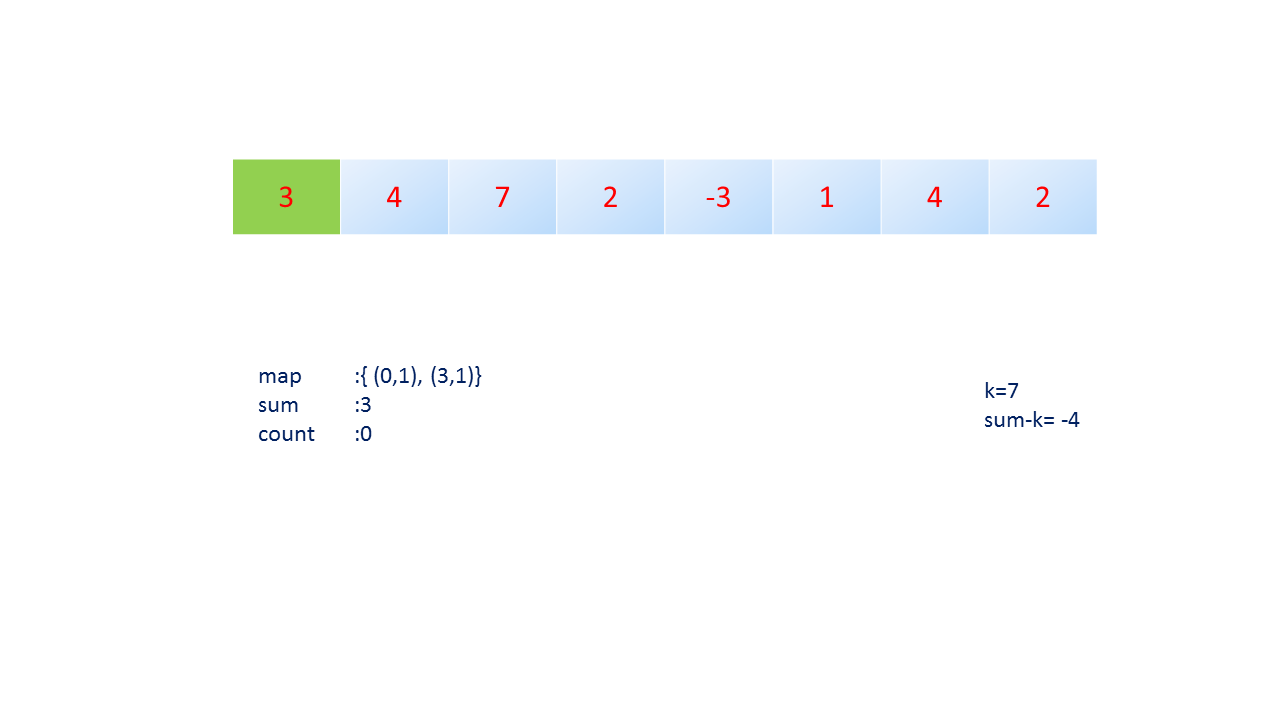 3 4 7 2 -3 1 4 2
map :{ (0,1), (3,1)}
sum :3
count :0
k=7
sum-k= -4